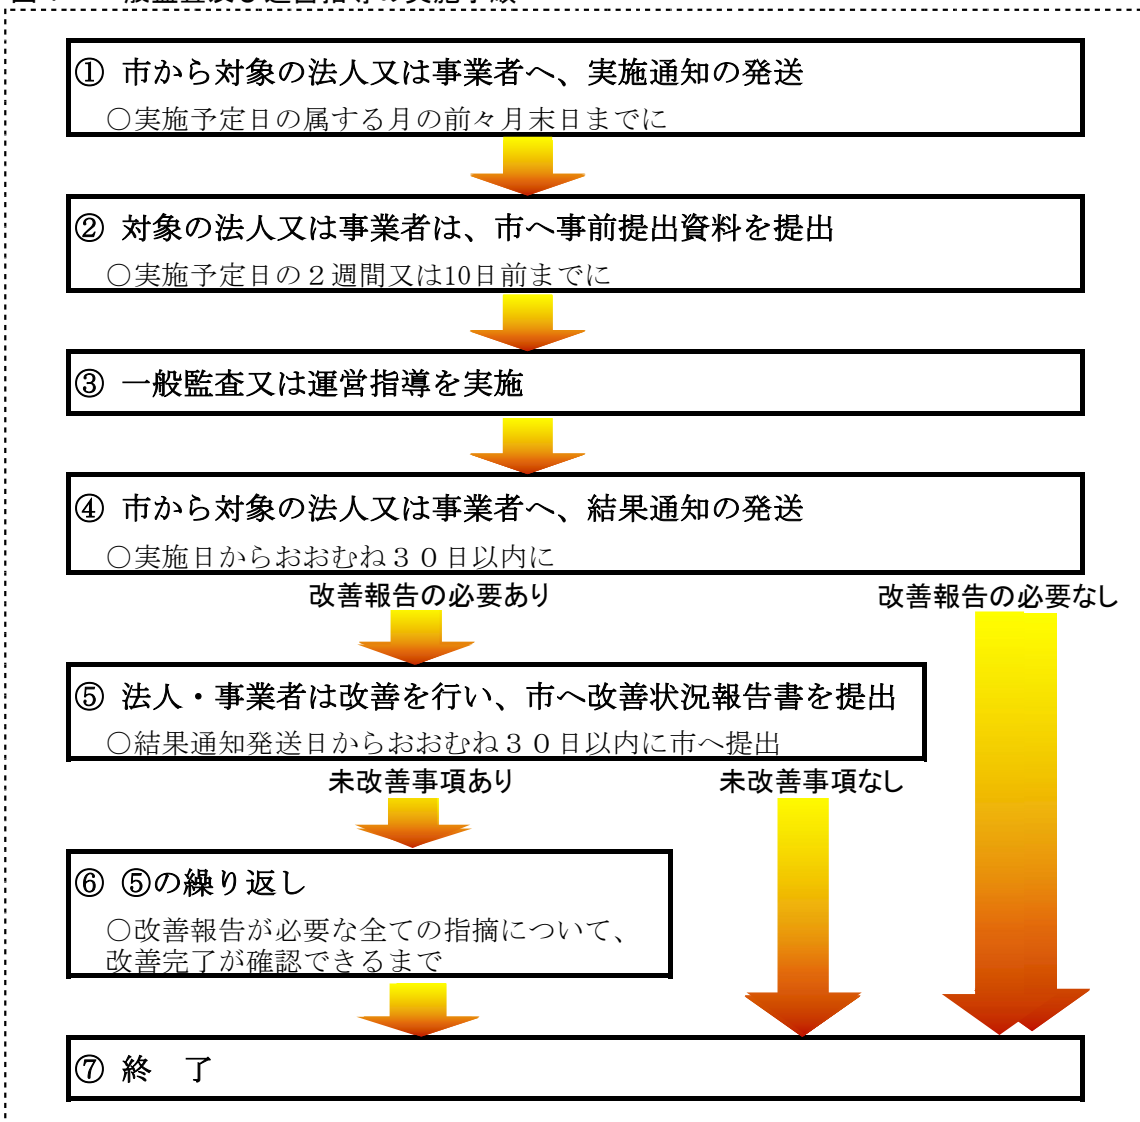 ① 市から対象の法人又は事業者へ、実施通知の発送
○実施予定日の属する月の前々月末日までに
② 対象の法人又は事業者は、市へ事前提出資料を提出
○実施予定日の２週間又は10日前までに
③ 一般監査又は運営指導を実施
④ 市から対象の法人又は事業者へ、結果通知の発送
○実施日からおおむね３０日以内に
改善報告の必要あり
改善報告の必要なし
⑤ 法人・事業者は改善を行い、市へ改善状況報告書を提出
○結果通知発送日からおおむね３０日以内に市へ提出
未改善事項あり
未改善事項なし
⑥ ⑤の繰り返し
○改善報告が必要な全ての指摘について、
改善完了が確認できるまで
⑦ 終　了